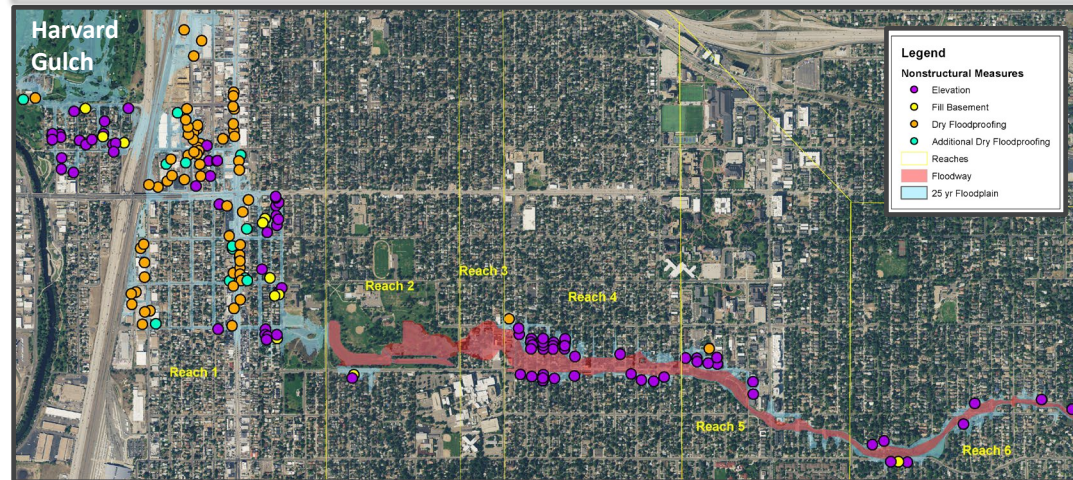 Harvard
Gulch
Legend
Nonstructural Measures
Elevation
Fill Basement
Dry Floodproofing
Additional Dry Floodproofing
Reaches
Floodway
25 yr Floodplain
Reach 3
Reach 2
Reach 4
Reach 1
Reach 5
Reach 6